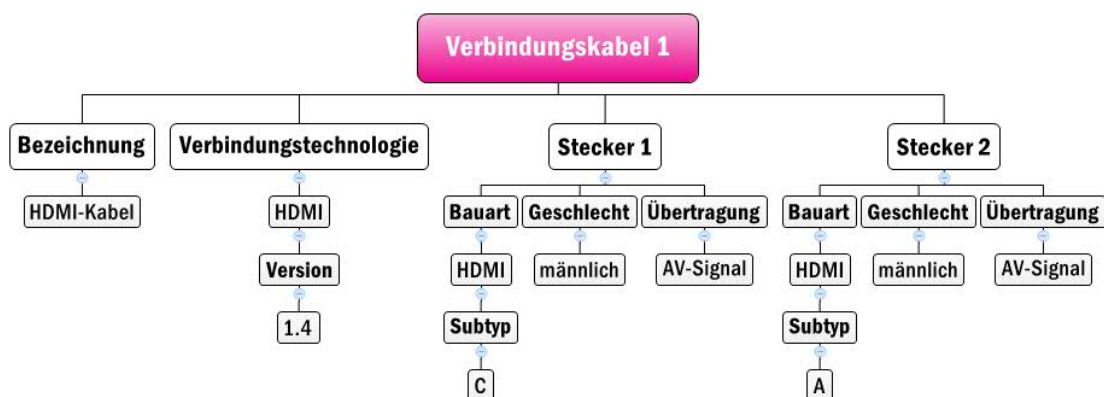 Verbindungskabel 1
Bezeichnung
Verbindungstechnologie
Stecker 1
Stecker 2
HDMI-Kabel
HDMI
Bauart
Geschlecht
Übertragung
Bauart
Geschlecht
Übertragung
Version
HDMI
männlich
AV-Signal
HDMI
männlich
AV-Signal
1.4
Subtyp
Subtyp
C
A